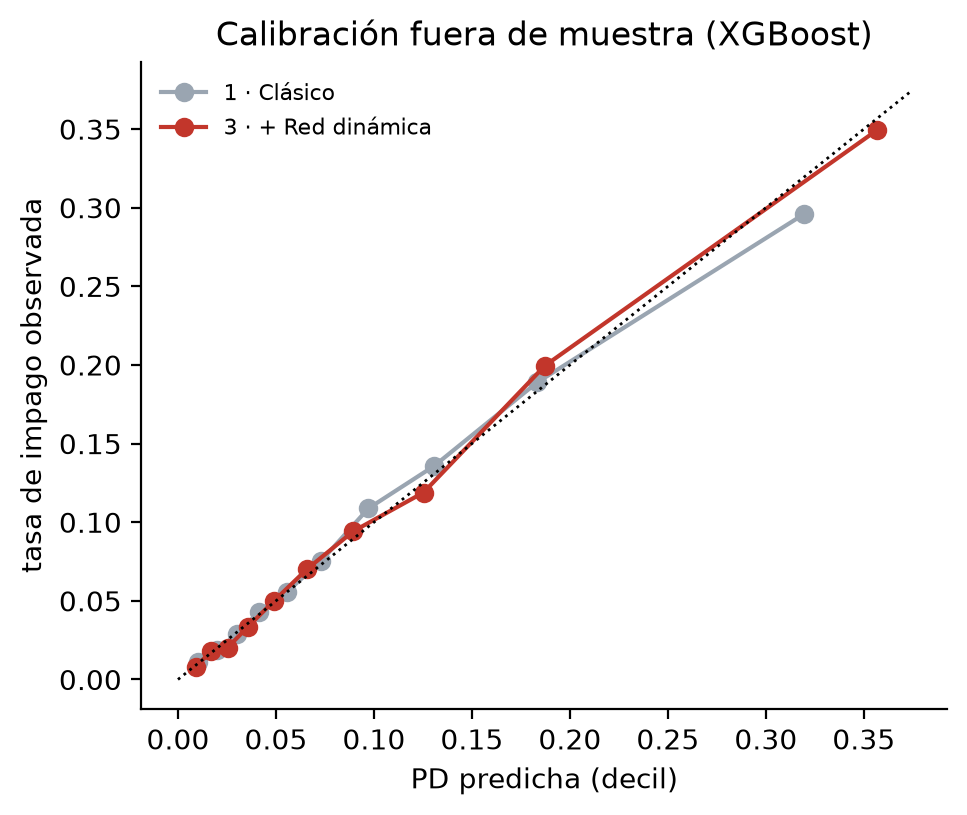 Calibración fuera de muestra (XGBoost)
1 · Clásico
3 · + Red dinámica
tasa de impago observada
0.35
0.30
0.25
0.20
0.15
0.10
0.05
0.00
0.00 0.05 0.10 0.15 0.20 0.25 0.30 0.35
PD predicha (decil)